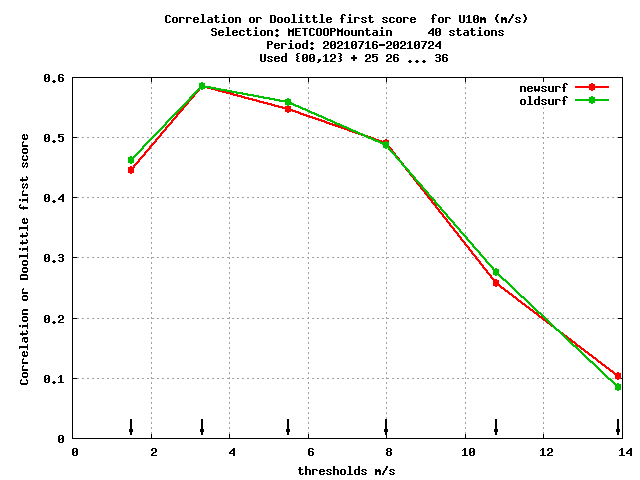 Correlation or Doolittle first score  for U10m (m/s)
Selection: METCOOPMountain     40 stations
Period: 20210716-20210724
Used {00,12} + 25 26 ... 36
newsurf
oldsurf
Correlation or Doolittle first score
0.6
0.5
0.4
0.3
0.2
0.1
0
0 2 4 6 8 10 12 14
thresholds m/s